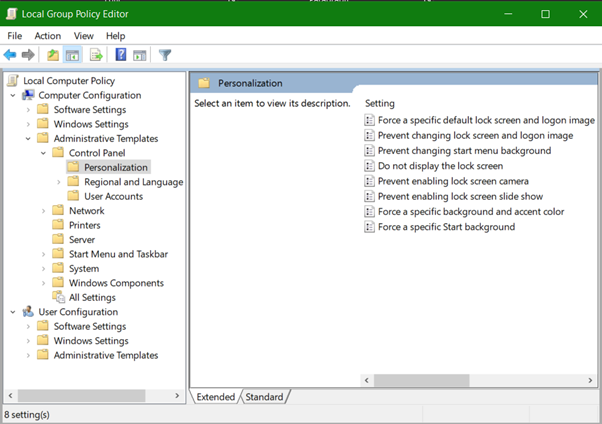 Local Group Policy Editor
File Action View Help
Local Computer Policy
Computer Configuration
Software Settings
Windows Settings
Administrative Templates
Control Panel
Personalization
Regional and Language
User Accounts
Network
Printers
Server
Start Menu and Taskbar
System
Windows Components
All Settings
User Configuration
Software Settings
Windows Settings
Administrative Templates
Personalization
Select an item to view its description.
Setting
Force a specific default lock screen and logon image
Prevent changing lock screen and logon image
Prevent changing start menu background
Do not display the lock screen
Prevent enabling lock screen camera
Prevent enabling lock screen slide show
Force a specific background and accent color
Force a specific Start background
Extended Standard
8 setting(s)